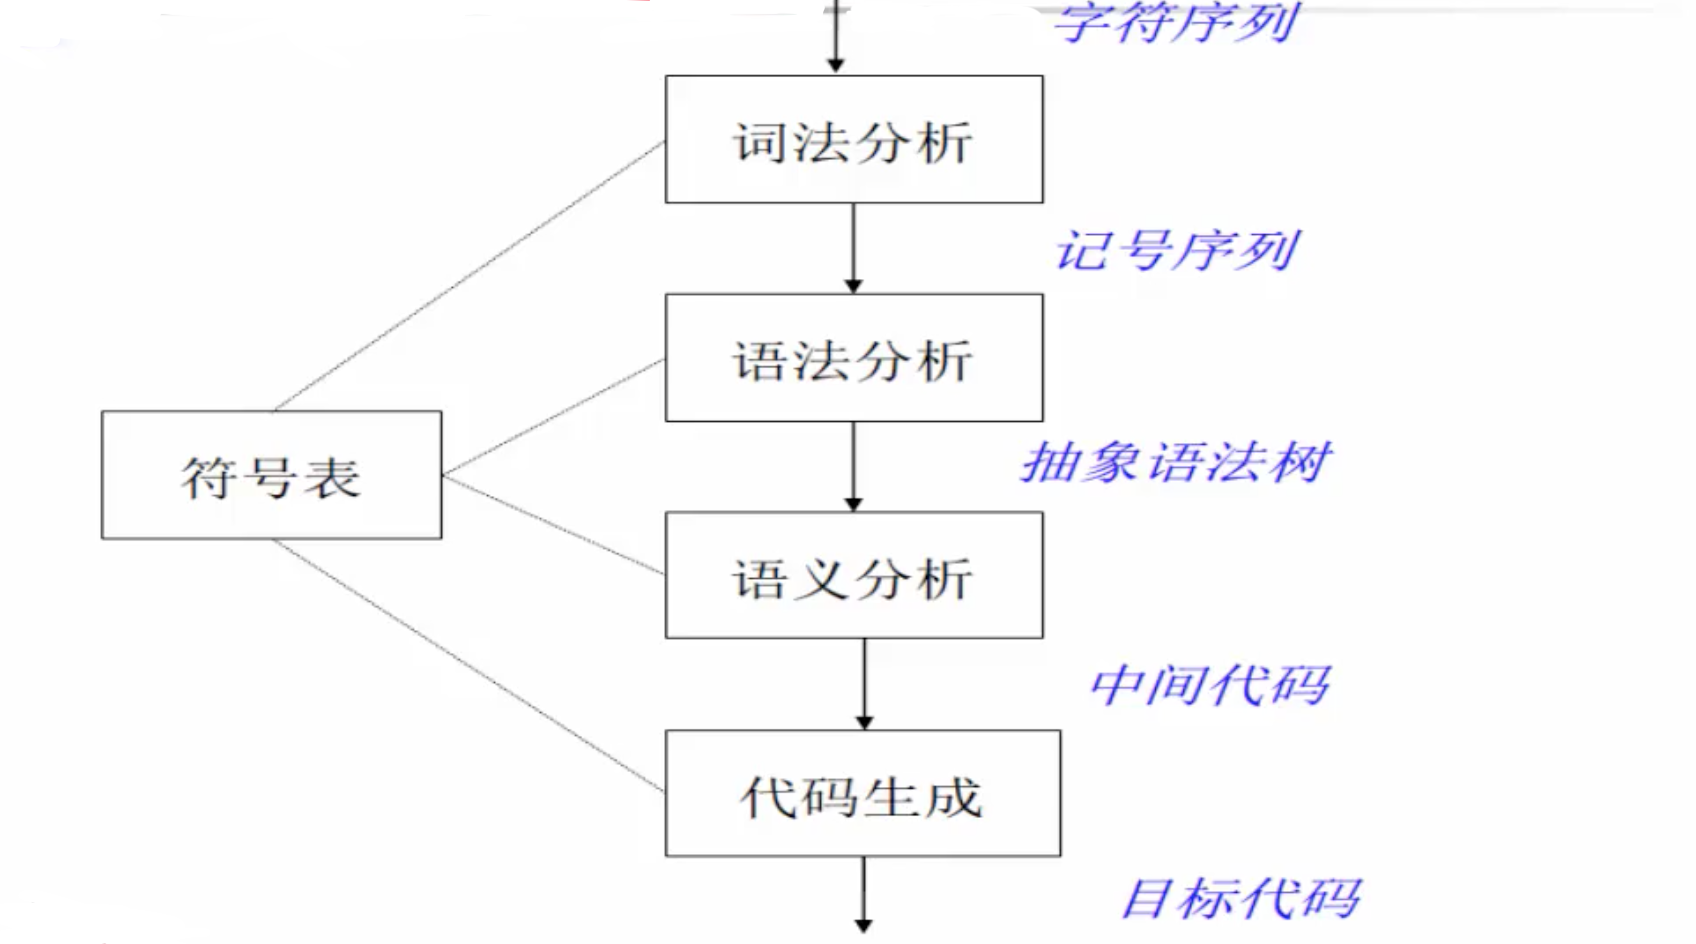 字符序列
词法分析
记号序列
语法分析
抽象语法树
符号表
语义分析
中间代码
代码生成
目标代码